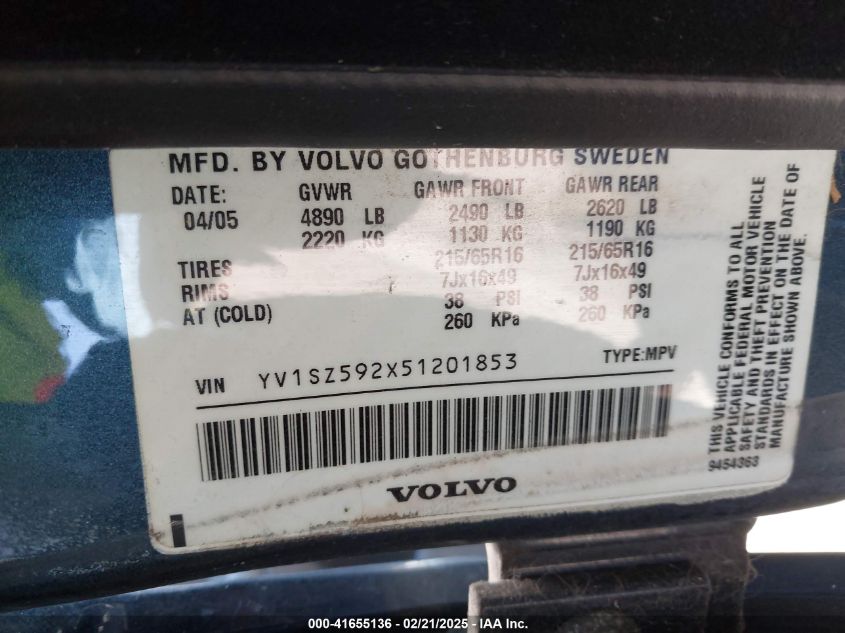 MFD. BY VOLVO GOTHENBURG SWEDEN
DATE: GVWR GAWR FRONT GAWR REAR
04/05 4890 LB 2490 LB 2620 LB
2220 KG 1130 KG 1190 KG
TIRES 215/65R16 215/65R16
RIMS 7Jx16x49 7Jx16x49
AT (COLD) 38 PSI 38 PSI
260 KPa 260 KPa
VIN YV1SZ592X51201853 TYPE:MPV
VOLVO
THIS VEHICLE CONFORMS TO ALL
APPLICABLE FEDERAL MOTOR VEHICLE
SAFETY AND THEFT PREVENTION
STANDARDS IN EFFECT ON THE DATE OF
MANUFACTURE SHOWN ABOVE.
9454363
000-41655136 - 02/21/2025 - IAA Inc.